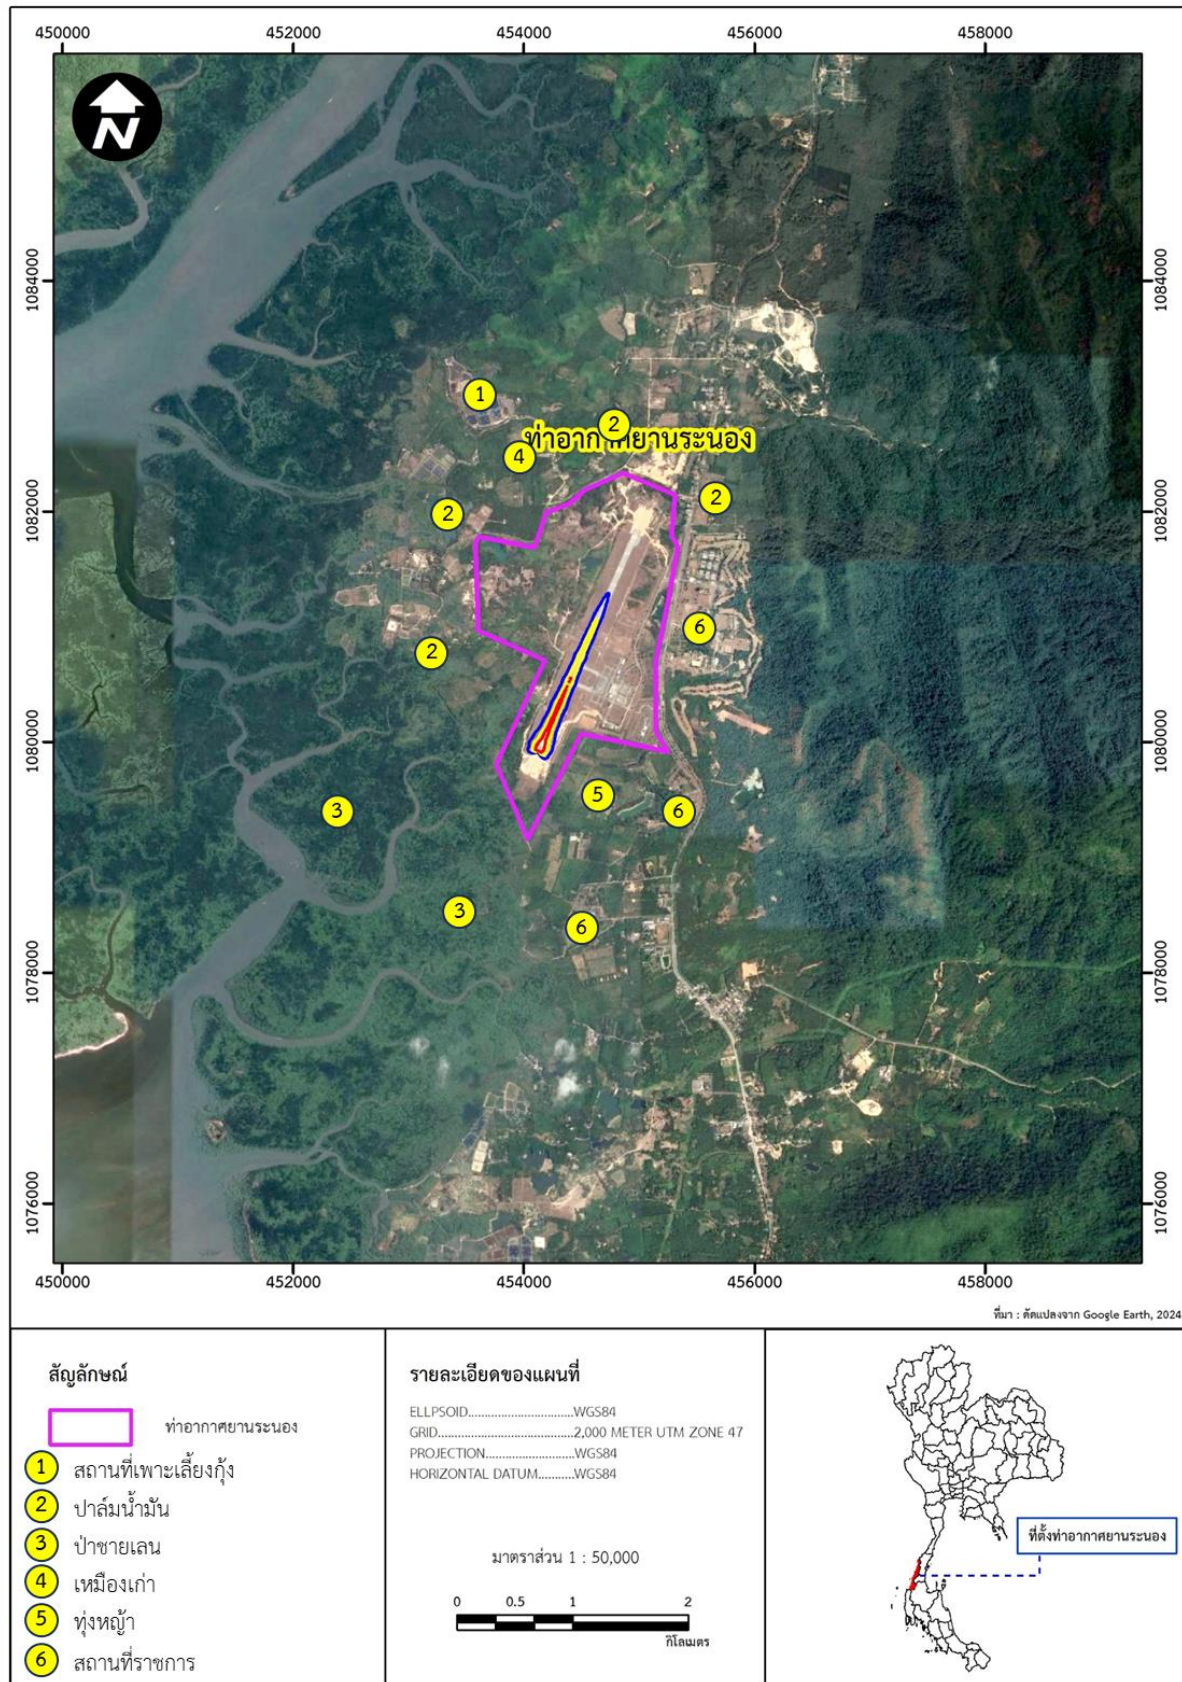 450000 452000 454000 456000 458000
N
1084000 1084000
1
2
ท่าอากาศยานระนอง
4
2 2
1082000 1082000
6
2
1080000 1080000
5
3 6
3
6
1078000 1078000
1076000 1076000
450000 452000 454000 456000 458000
ที่มา : ดัดแปลงจาก Google Earth, 2024
สัญลักษณ์
ท่าอากาศยานระนอง
1 สถานที่เพาะเลี้ยงกุ้ง
2 ปาล์มน้ำมัน
3 ป่าชายเลน
4 เหมืองเก่า
5 ทุ่งหญ้า
6 สถานที่ราชการ
รายละเอียดของแผนที่
ELLPSOID..............................WGS84
GRID.......................................2,000 METER UTM ZONE 47
PROJECTION.........................WGS84
HORIZONTAL DATUM..........WGS84
มาตราส่วน 1 : 50,000
0 0.5 1 2
กิโลเมตร
ที่ตั้งท่าอากาศยานระนอง